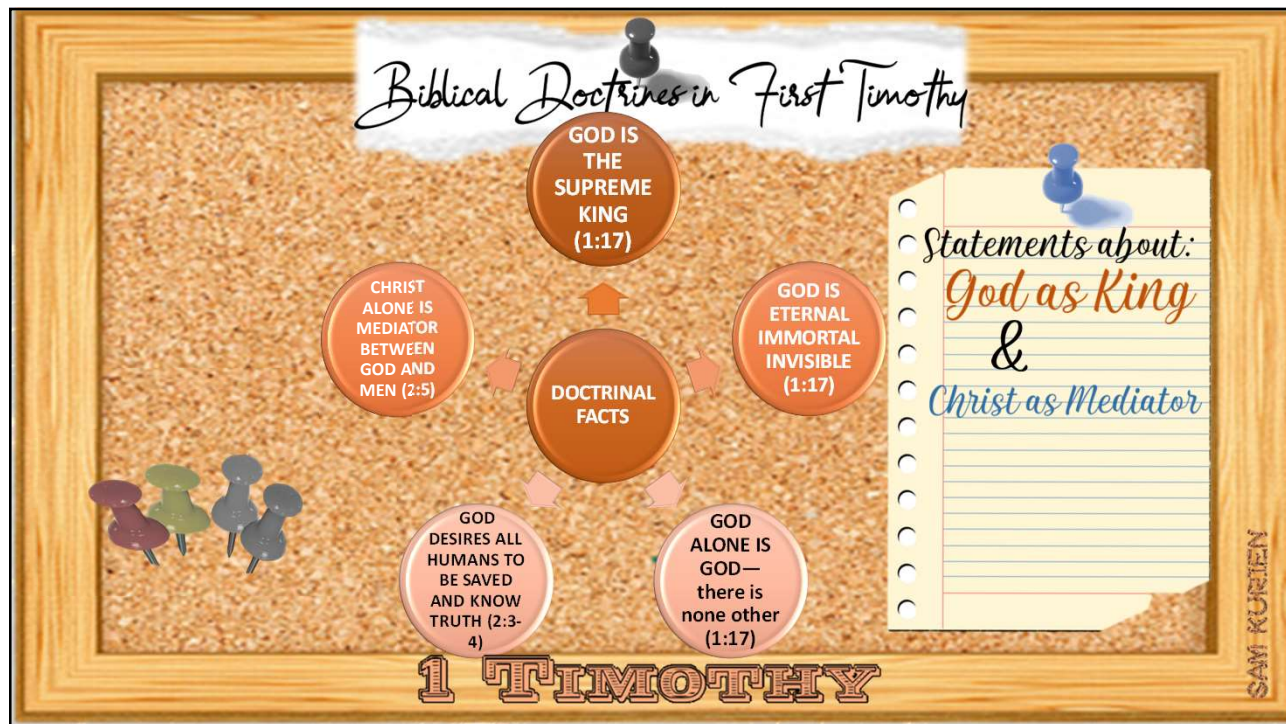 Biblical Doctrines in First Timothy
GOD IS
THE
SUPREME
KING
(1:17)
GOD IS
ETERNAL
IMMORTAL
INVISIBLE
(1:17)
GOD
ALONE IS
GOD—
there is
none other
(1:17)
GOD
DESIRES ALL
HUMANS TO
BE SAVED
AND KNOW
TRUTH (2:3-
4)
CHRIST
ALONE IS
MEDIATOR
BETWEEN
GOD AND
MEN (2:5)
DOCTRINAL
FACTS
Statements about:
God as King
&
Christ as Mediator
1 TIMOTHY
SAM KURIEN